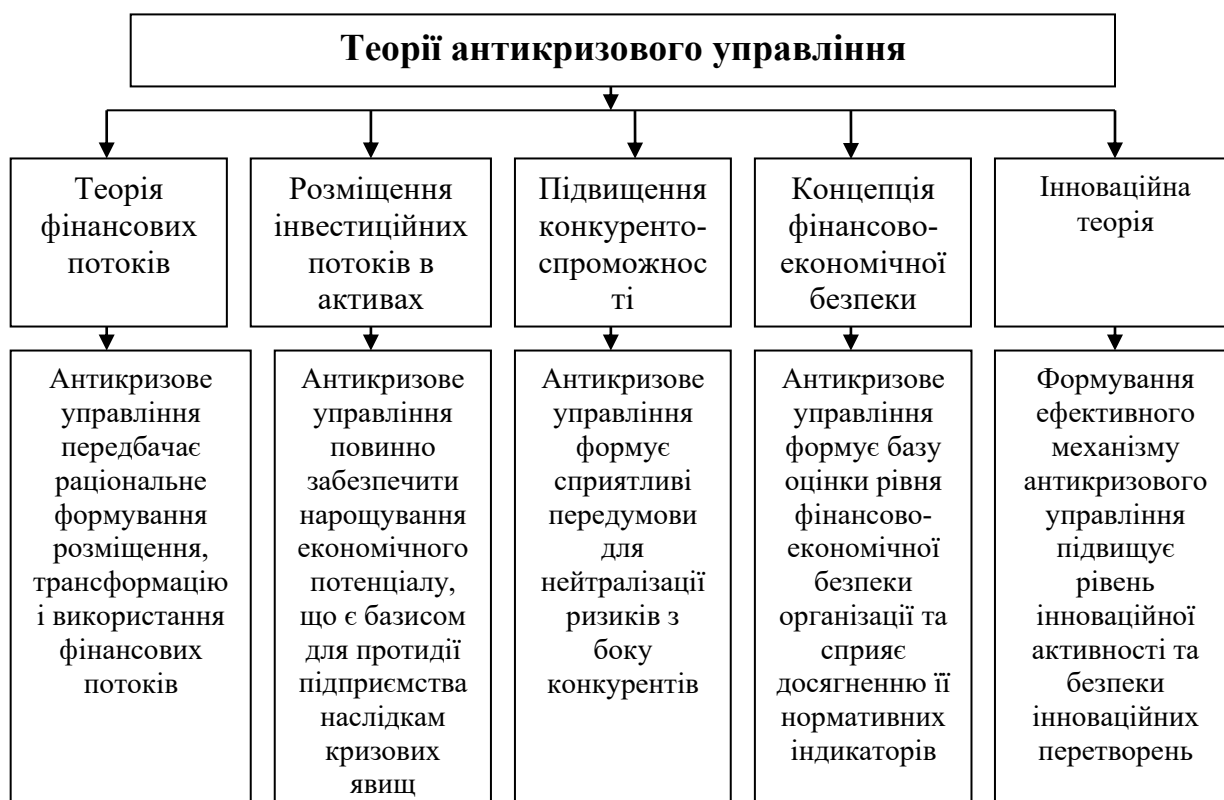 Теорії антикризового управління
Теорія
фінансових
потоків
Розміщення
інвестиційних
потоків в
активах
Підвищення
конкуренто-
спроможнос
ті
Концепція
фінансово-
економічної
безпеки
Інноваційна
теорія
Антикризове
управління
передбачає
раціональне
формування
розміщення,
трансформацію
і використання
фінансових
потоків
Антикризове
управління
повинно
забезпечити
нарощування
економічного
потенціалу,
що є базисом
для протидії
підприємства
наслідкам
кризових
явищ
Антикризове
управління
формує
сприятливі
передумови
для
нейтралізації
ризиків з
боку
конкурентів
Антикризове
управління
формує базу
оцінки рівня
фінансово-
економічної
безпеки
організації та
сприяє
досягненню її
нормативних
індикаторів
Формування
ефективного
механізму
антикризового
управління
підвищує
рівень
інноваційної
активності та
безпеки
інноваційних
перетворень